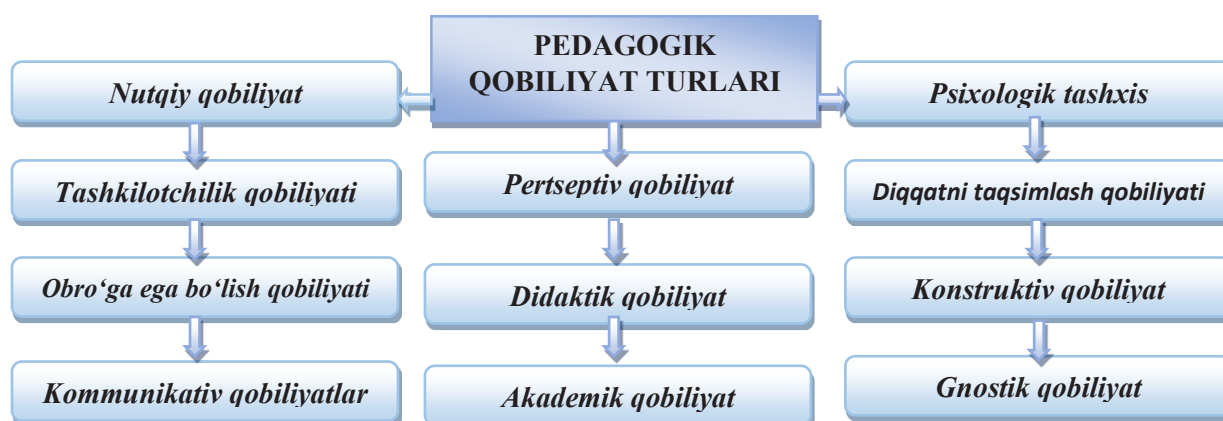 PEDAGOGIK
QOBILIYAT TURLARI
Nutqiy qobiliyat
Tashkilotchilik qobiliyati
Obro‘ga ega bo‘lish qobiliyati
Kommunikativ qobiliyatlar
Pertseptiv qobiliyat
Didaktik qobiliyat
Akademik qobiliyat
Psixologik tashxis
Diqqatni taqsimlash qobiliyati
Konstruktiv qobiliyat
Gnostik qobiliyat